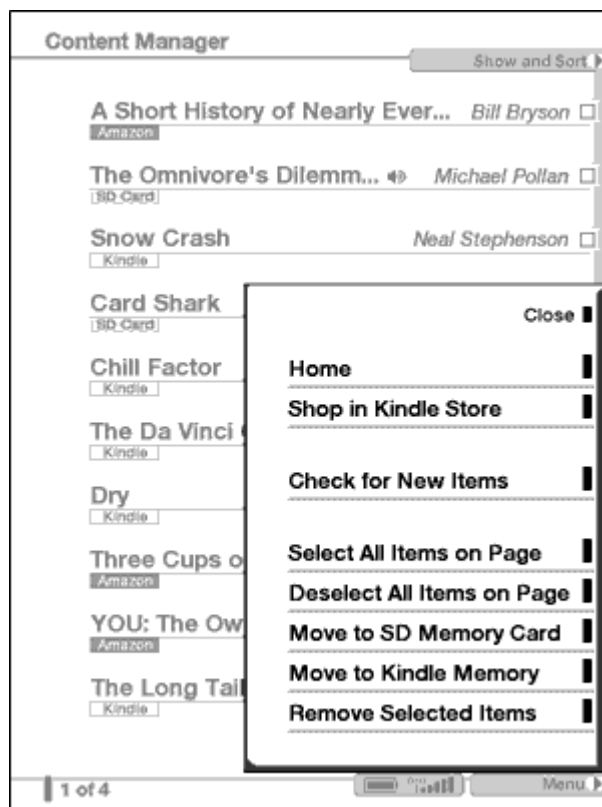 Content Manager
Show and Sort
A Short History of Nearly Ever... Bill Bryson
Amazon
The Omnivore's Dilemm... Michael Pollan
SD Card
Snow Crash Neal Stephenson
Kindle
Card Shark
SD Card
Close
Chill Factor
Kindle
Home
Shop in Kindle Store
The Da Vinci
Kindle
Check for New Items
Dry
Kindle
Three Cups o
Amazon
Select All Items on Page
Deselect All Items on Page
YOU: The Ow
Amazon
Move to SD Memory Card
Move to Kindle Memory
The Long Tail
Kindle
Remove Selected Items
1 of 4
Menu